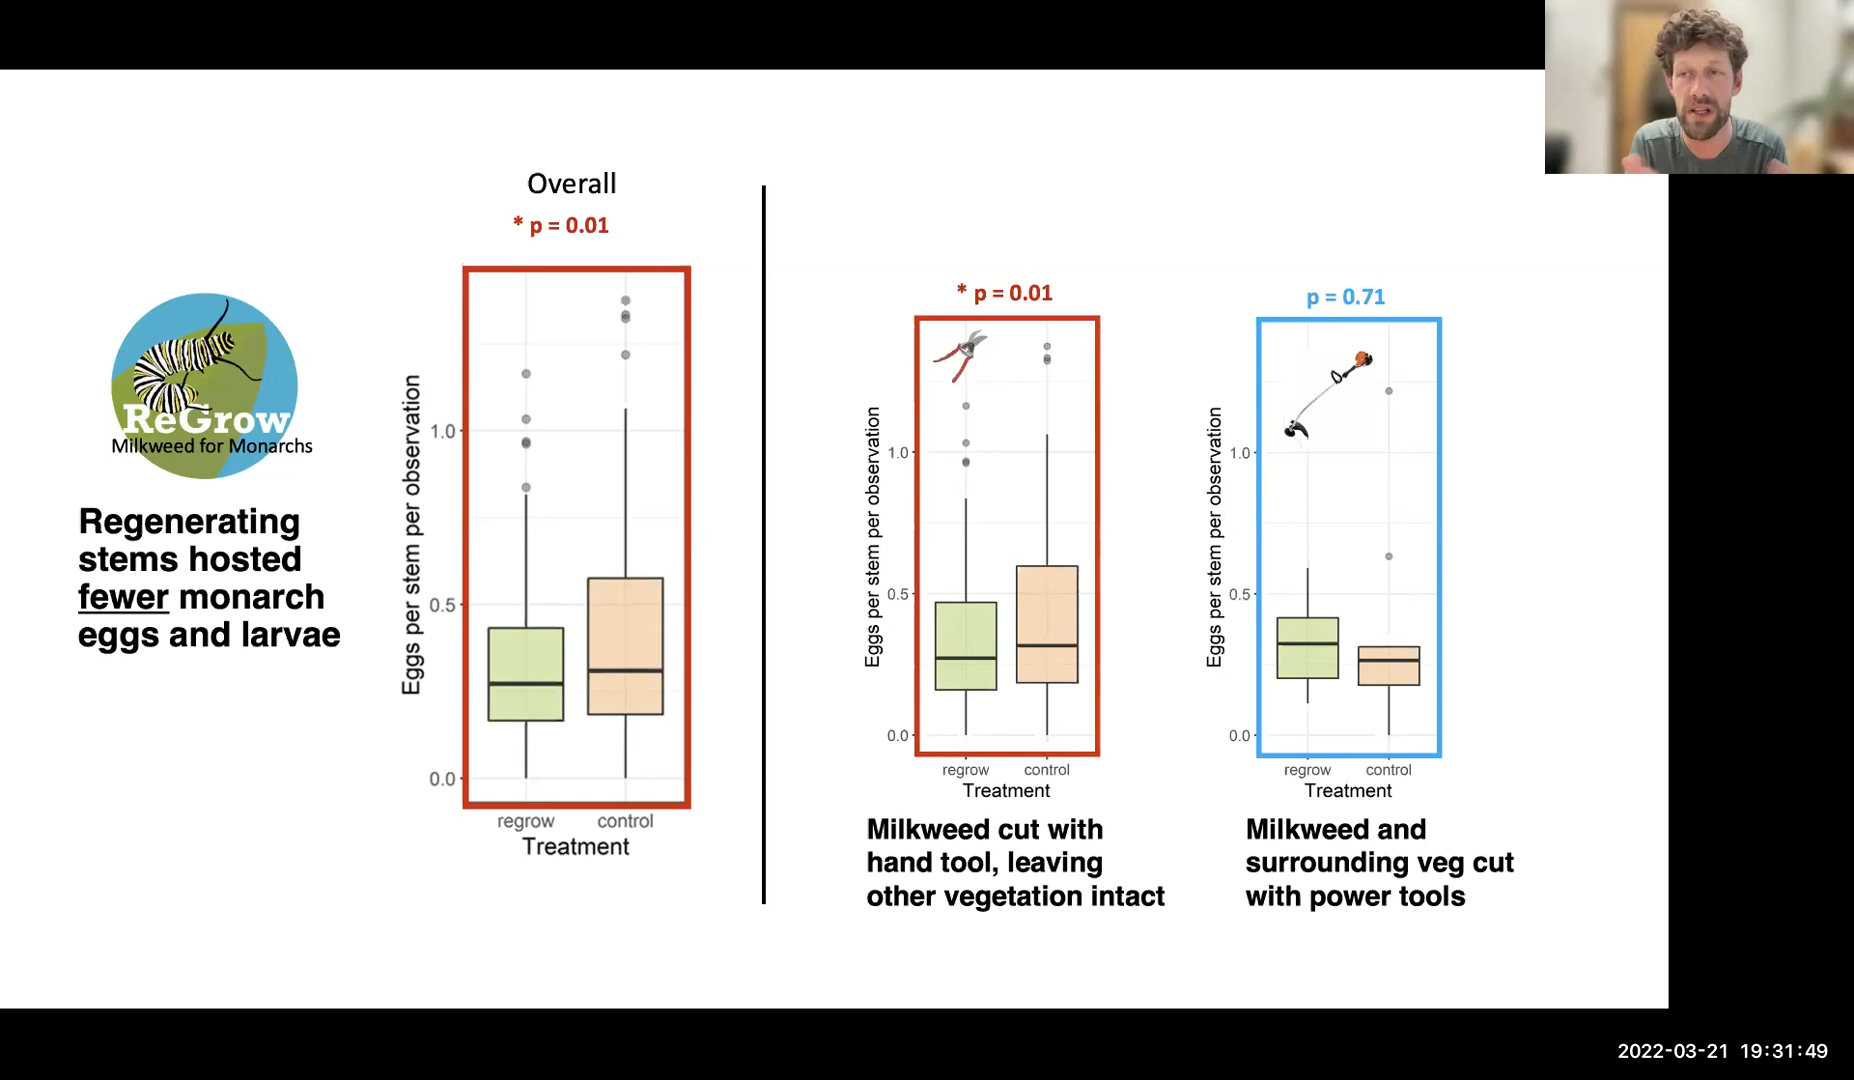 Overall
* p = 0.01
ReGrow
Milkweed for Monarchs
Regenerating
stems hosted
fewer monarch
eggs and larvae
Eggs per stem per observation
1.0
0.5
0.0
regrow control
Treatment
* p = 0.01
Eggs per stem per observation
1.0
0.5
0.0
regrow control
Treatment
Milkweed cut with
hand tool, leaving
other vegetation intact
p = 0.71
Eggs per stem per observation
1.0
0.5
0.0
regrow control
Treatment
Milkweed and
surrounding veg cut
with power tools
2022-03-21 19:31:49